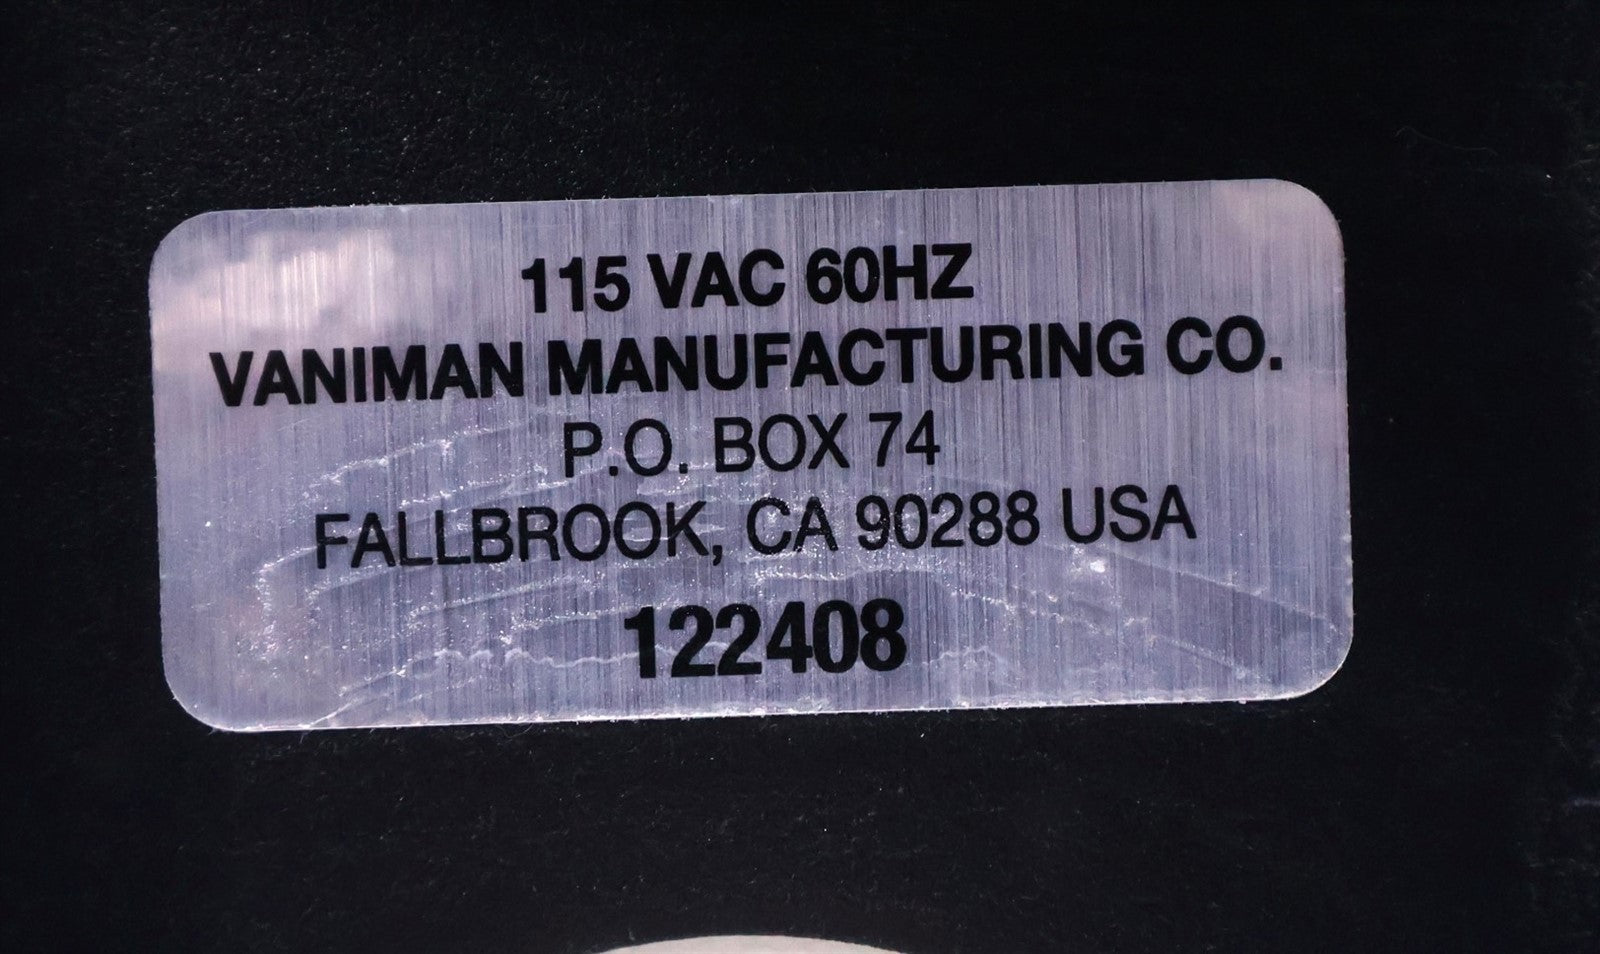 115 VAC 60HZ
VANIMAN MANUFACTURING CO.
P.O. BOX 74
FALLBROOK, CA 90288 USA
122408